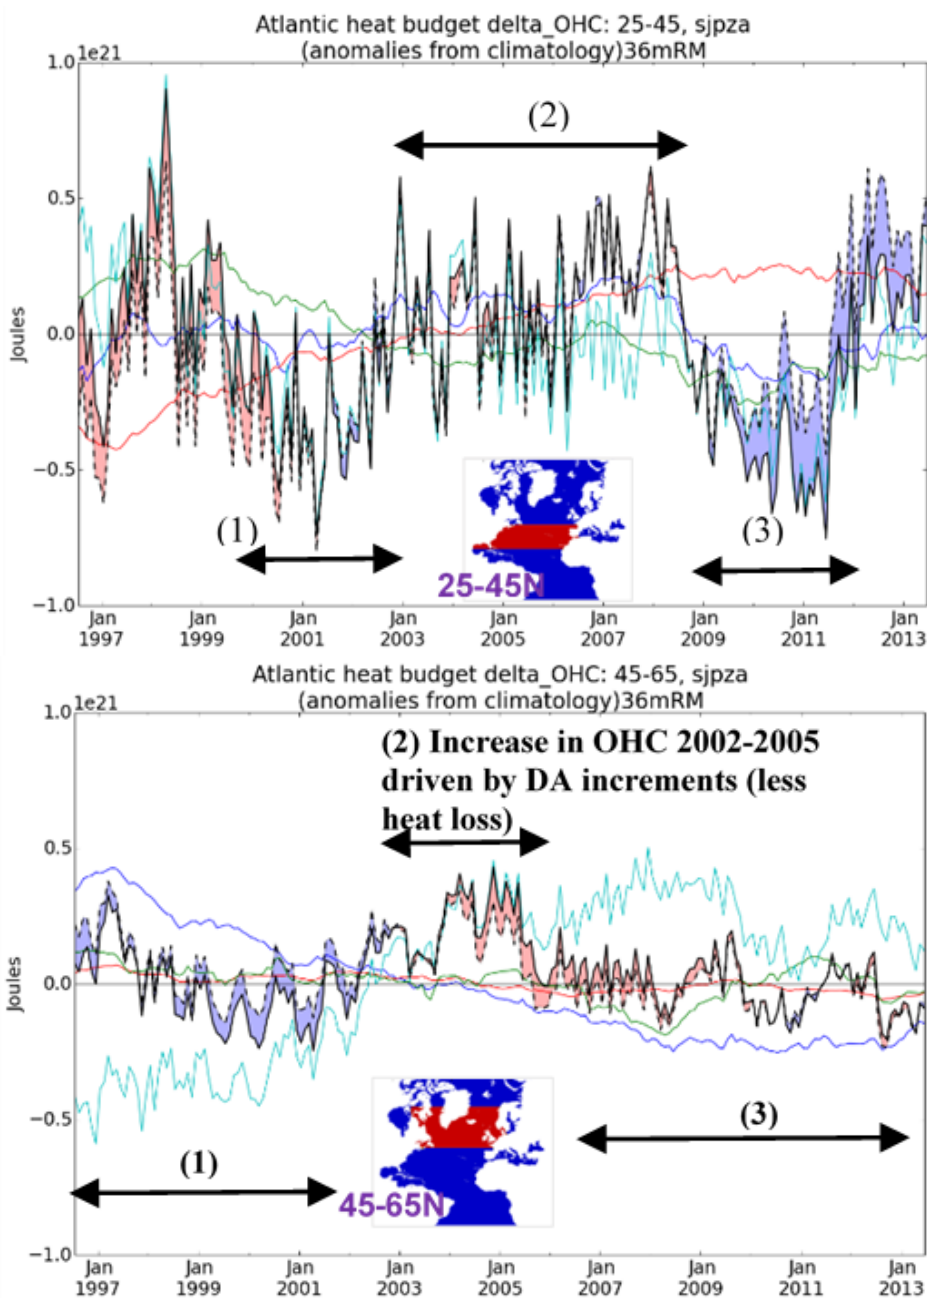 Atlantic heat budget delta_OHC: 25-45, sjpza
(anomalies from climatology)36mRM
1.0 1e21
(2)
0.5
0.0
Joules
−0.5
(1)
(3)
25-45N
−1.0
Jan Jan Jan Jan Jan Jan Jan Jan Jan
1997 1999 2001 2003 2005 2007 2009 2011 2013
Atlantic heat budget delta_OHC: 45-65, sjpza
(anomalies from climatology)36mRM
1.0 1e21
(2) Increase in OHC 2002-2005
driven by DA increments (less
heat loss)
0.5
0.0
Joules
−0.5
(3)
(1)
45-65N
−1.0
Jan Jan Jan Jan Jan Jan Jan Jan Jan
1997 1999 2001 2003 2005 2007 2009 2011 2013